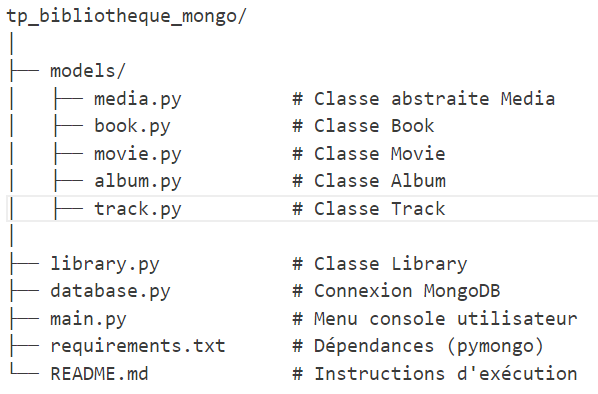 tp_bibliotheque_mongo/
│
├── models/
│   ├── media.py          # Classe abstraite Media
│   ├── book.py           # Classe Book
│   ├── movie.py          # Classe Movie
│   ├── album.py          # Classe Album
│   ├── track.py          # Classe Track
│
├── library.py            # Classe Library
├── database.py           # Connexion MongoDB
├── main.py               # Menu console utilisateur
├── requirements.txt      # Dépendances (pymongo)
└── README.md             # Instructions d'exécution